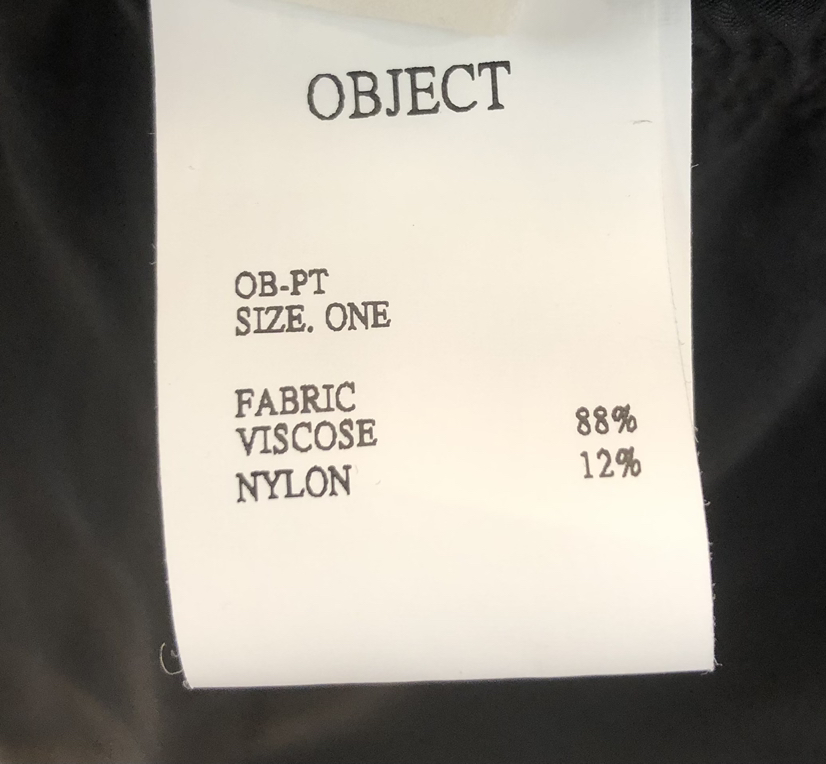 OBJECT
OB-PT
SIZE. ONE
FABRIC
VISCOSE 88%
NYLON 12%